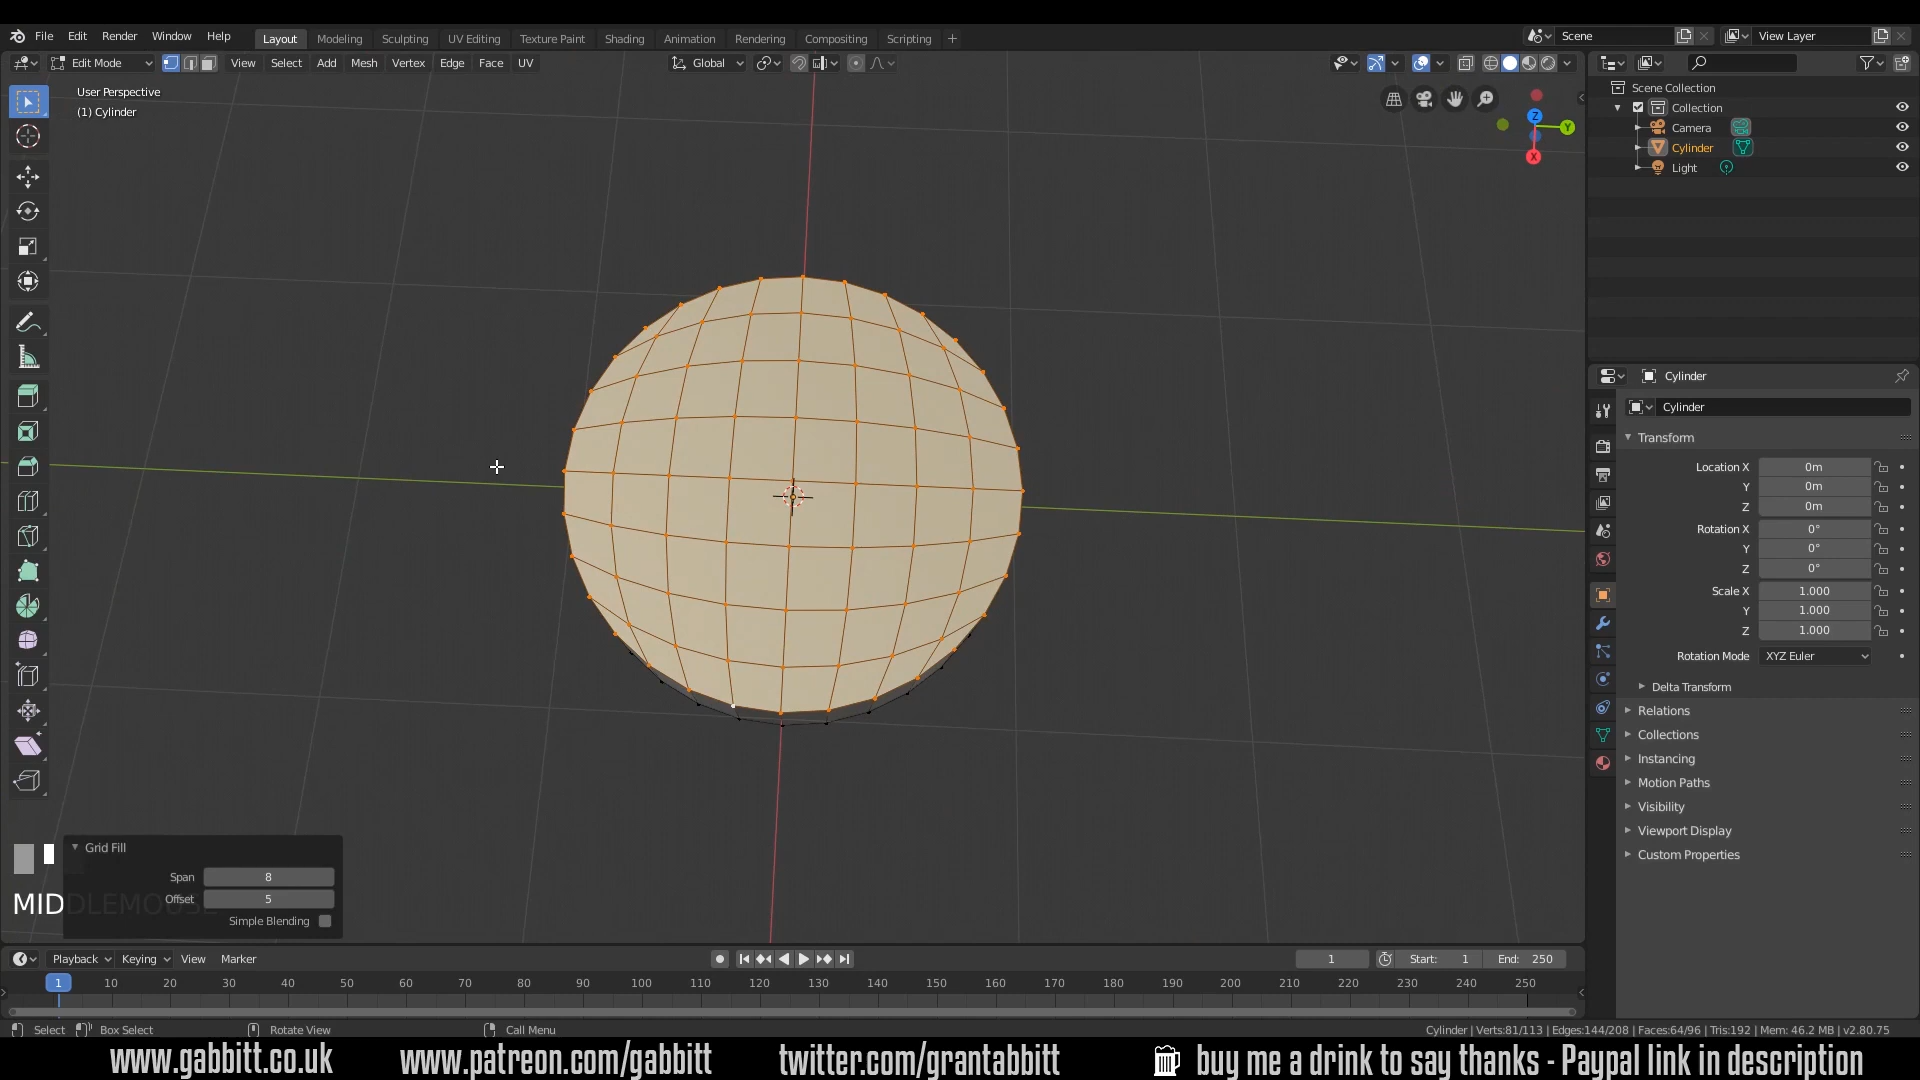 File Edit Render Window Help Layout Modeling Sculpting UV Editing Texture Paint Shading Animation Rendering Compositing Scripting + Scene View Layer
Edit Mode View Select Add Mesh Vertex Edge Face UV Global
User Perspective
(1) Cylinder
Z
Y
X
Scene Collection
Collection
Camera
Cylinder
Light
Cylinder
Cylinder
Transform
Location X 0m
Y 0m
Z 0m
Rotation X 0°
Y 0°
Z 0°
Scale X 1.000
Y 1.000
Z 1.000
Rotation Mode XYZ Euler
Delta Transform
Relations
Collections
Instancing
Motion Paths
Visibility
Viewport Display
Custom Properties
Grid Fill
Span 8
Offset 5
Simple Blending
MIDDLEMOUSE
Playback Keying View Marker 1 Start: 1 End: 250
1 10 20 30 40 50 60 70 80 90 100 110 120 130 140 150 160 170 180 190 200 210 220 230 240 250
Select Box Select Rotate View Call Menu Cylinder | Verts:81/113 | Edges:144/208 | Faces:64/96 | Tris:192 | Mem: 46.2 MB | v2.80.75
www.gabbitt.co.uk www.patreon.com/gabbitt twitter.com/grantabbitt buy me a drink to say thanks - Paypal link in description